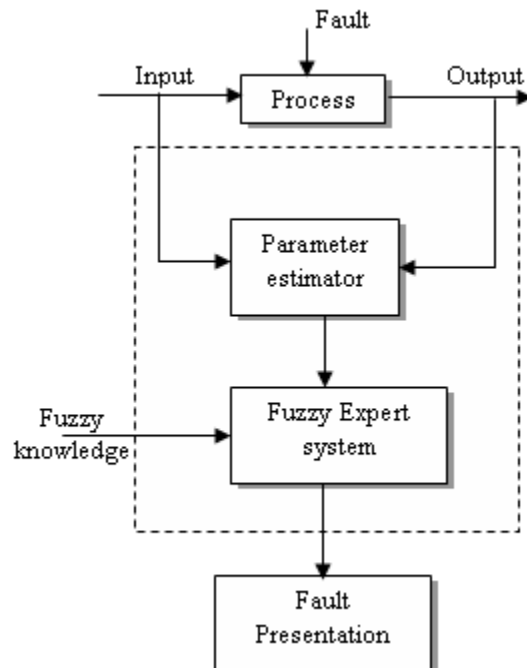 Fault
Input
Output
Process
Parameter
estimator
Fuzzy Expert
system
Fuzzy
knowledge
Fault
Presentation